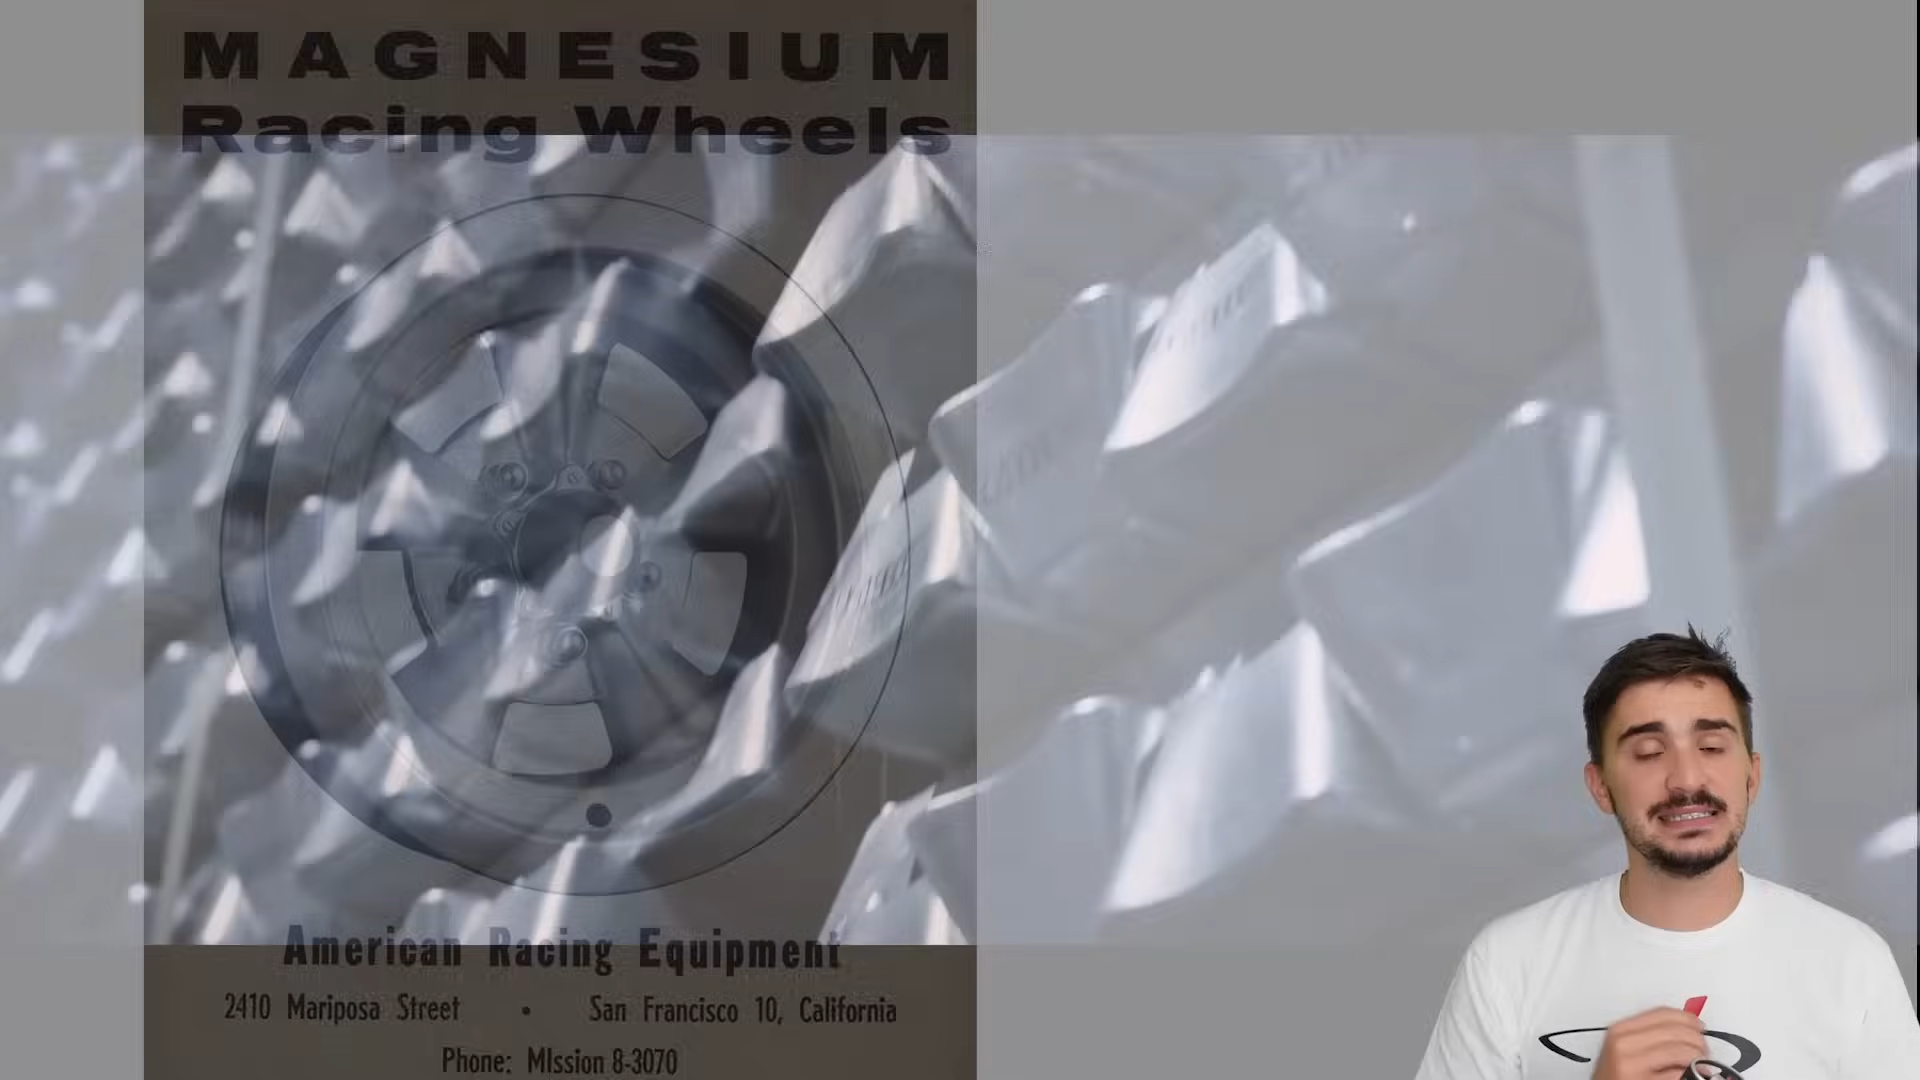 MAGNESIUM
Racing Wheels
American Racing Equipment
2410 Mariposa Street • San Francisco 10, California
Phone: MIssion 8-3070